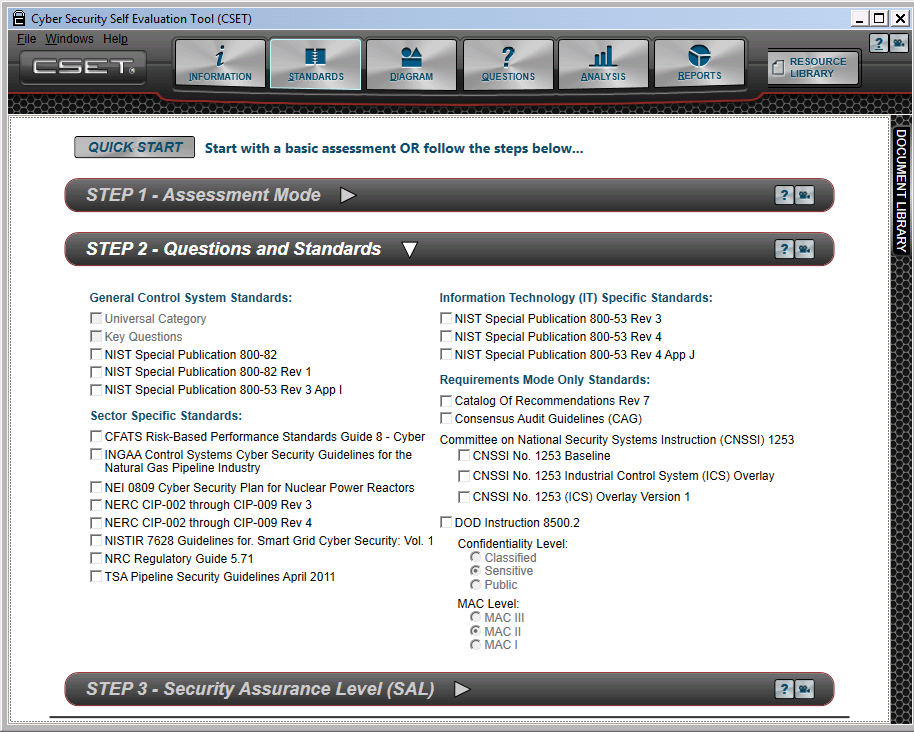 Cyber Security Self Evaluation Tool (CSET)
File Windows Help
CSET
INFORMATION
STANDARDS
DIAGRAM
QUESTIONS
ANALYSIS
REPORTS
RESOURCE
LIBRARY
?
DOCUMENT LIBRARY
QUICK START Start with a basic assessment OR follow the steps below...
STEP 1 - Assessment Mode ?
STEP 2 - Questions and Standards ?
General Control System Standards:
Universal Category
Key Questions
NIST Special Publication 800-82
NIST Special Publication 800-82 Rev 1
NIST Special Publication 800-53 Rev 3 App I
Sector Specific Standards:
CFATS Risk-Based Performance Standards Guide 8 - Cyber
INGAA Control Systems Cyber Security Guidelines for the
Natural Gas Pipeline Industry
NEI 0809 Cyber Security Plan for Nuclear Power Reactors
NERC CIP-002 through CIP-009 Rev 3
NERC CIP-002 through CIP-009 Rev 4
NISTIR 7628 Guidelines for. Smart Grid Cyber Security: Vol. 1
NRC Regulatory Guide 5.71
TSA Pipeline Security Guidelines April 2011
Information Technology (IT) Specific Standards:
NIST Special Publication 800-53 Rev 3
NIST Special Publication 800-53 Rev 4
NIST Special Publication 800-53 Rev 4 App J
Requirements Mode Only Standards:
Catalog Of Recommendations Rev 7
Consensus Audit Guidelines (CAG)
Committee on National Security Systems Instruction (CNSSI) 1253
CNSSI No. 1253 Baseline
CNSSI No. 1253 Industrial Control System (ICS) Overlay
CNSSI No. 1253 (ICS) Overlay Version 1
DOD Instruction 8500.2
Confidentiality Level:
Classified
Sensitive
Public
MAC Level:
MAC III
MAC II
MAC I
STEP 3 - Security Assurance Level (SAL) ?